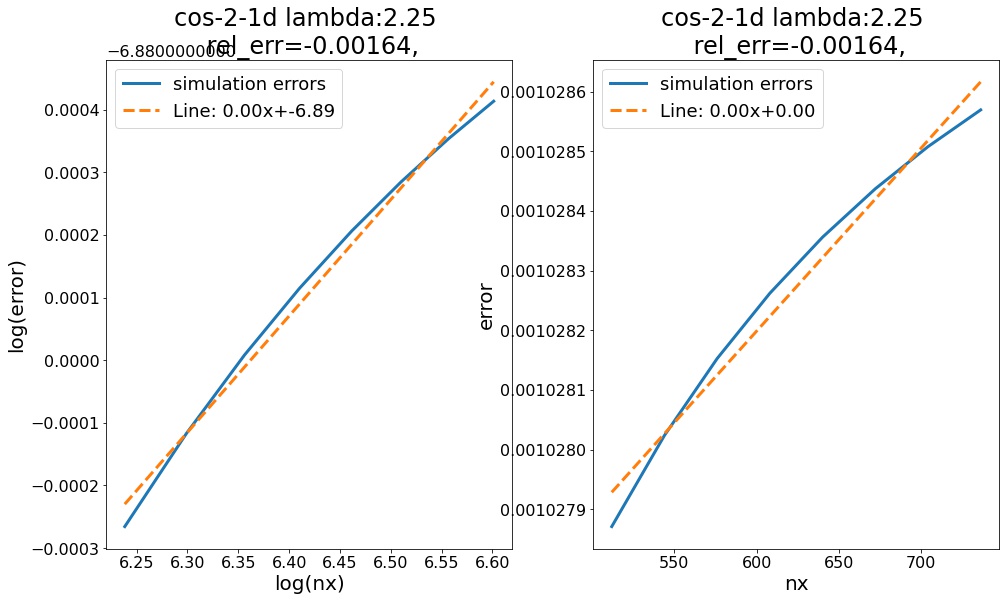 cos-2-1d lambda:2.25
rel_err=-0.00164,
−6.8800000000
simulation errors
Line: 0.00x+-6.89
0.0004
0.0003
0.0002
0.0001
0.0000
−0.0001
−0.0002
−0.0003
log(error)
6.25
6.30
6.35
6.40
6.45
6.50
6.55
6.60
log(nx)
cos-2-1d lambda:2.25
rel_err=-0.00164,
simulation errors
Line: 0.00x+0.00
0.0010286
0.0010285
0.0010284
0.0010283
0.0010282
0.0010281
0.0010280
0.0010279
error
550
600
650
700
nx